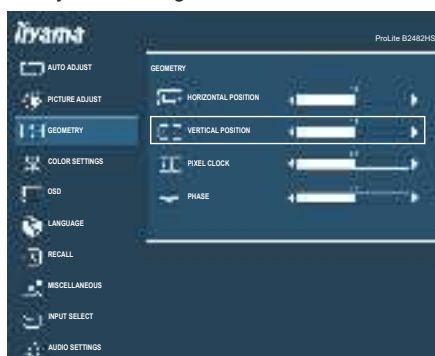 iiyama
ProLite B2482HS
AUTO ADJUST
PICTURE ADJUST
GEOMETRY
COLOR SETTINGS
OSD
LANGUAGE
RECALL
MISCELLANEOUS
INPUT SELECT
AUDIO SETTINGS
GEOMETRY
HORIZONTAL POSITION
VERTICAL POSITION
PIXEL CLOCK
PHASE